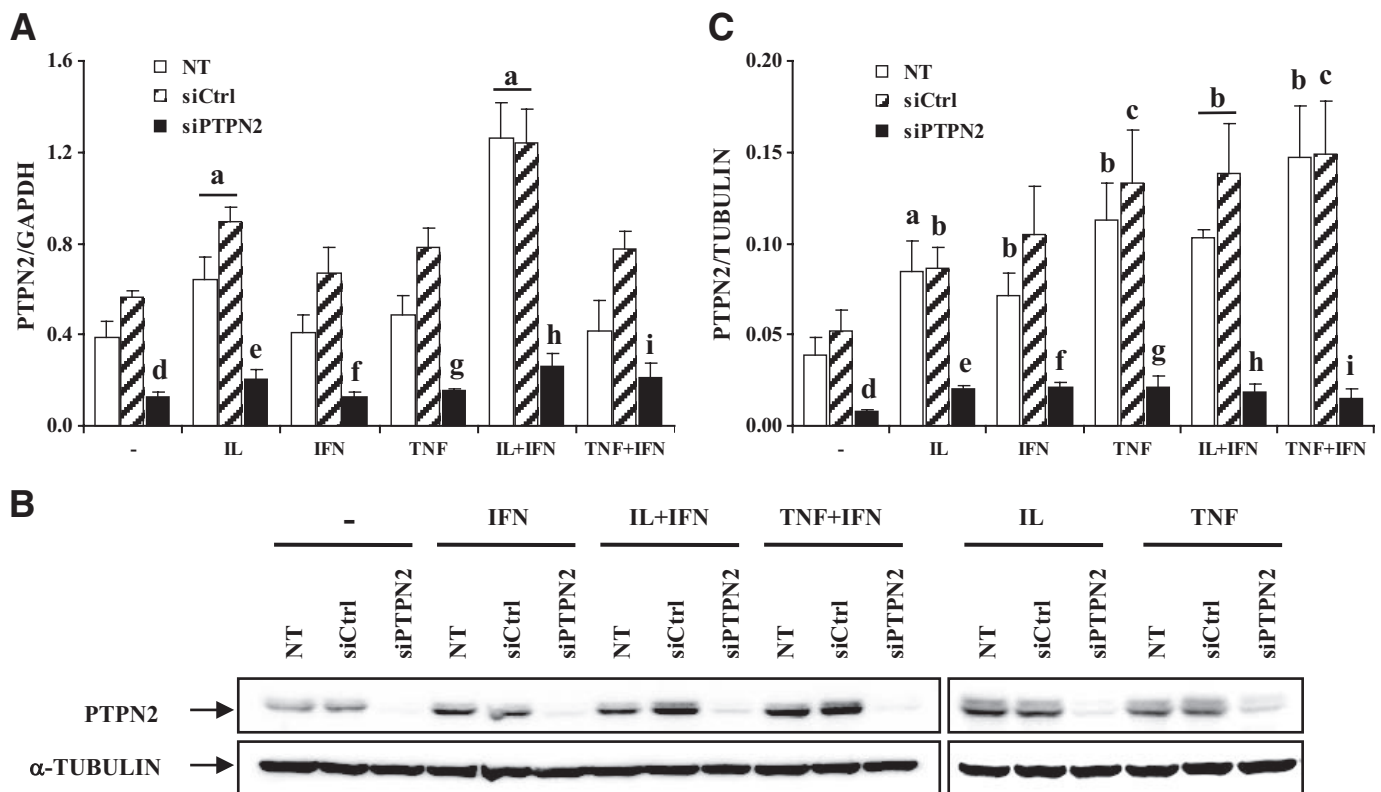 A
PTPN2/GAPDH
1.6
1.2
0.8
0.4
0.0
NT
siCtrl
siPTPN2
a
a
d
e
f
g
h
i
- IL IFN TNF IL+IFN TNF+IFN
C
PTPN2/TUBULIN
0.20
0.15
0.10
0.05
0.00
NT
siCtrl
siPTPN2
a b b b c b b c
d
e
f
g
h
i
- IL IFN TNF IL+IFN TNF+IFN
B
- IFN IL+IFN TNF+IFN IL TNF
NT siCtrl siPTPN2 NT siCtrl siPTPN2 NT siCtrl siPTPN2 NT siCtrl siPTPN2 NT siCtrl siPTPN2 NT siCtrl siPTPN2
PTPN2
α-TUBULIN